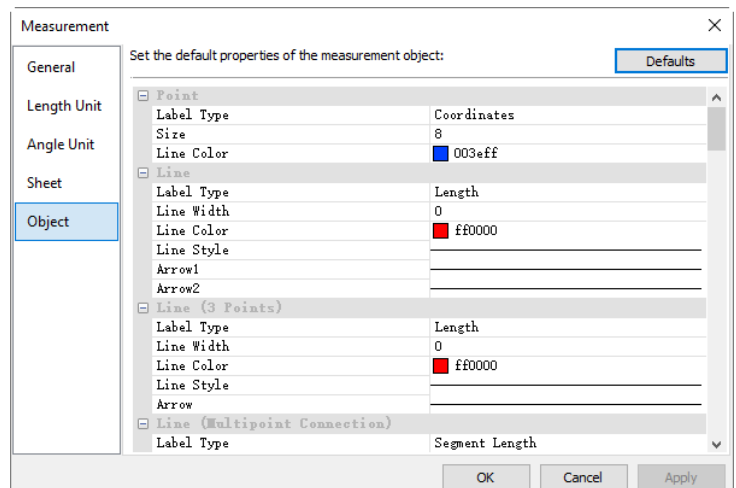 Measurement
General
Length Unit
Angle Unit
Sheet
Object
Set the default properties of the measurement object:
Defaults
Point
Label Type Coordinates
Size 8
Line Color 003eff
Line
Label Type Length
Line Width 0
Line Color ff0000
Line Style
Arrow1
Arrow2
Line (3 Points)
Label Type Length
Line Width 0
Line Color ff0000
Line Style
Arrow
Line (Multipoint Connection)
Label Type Segment Length
OK Cancel Apply